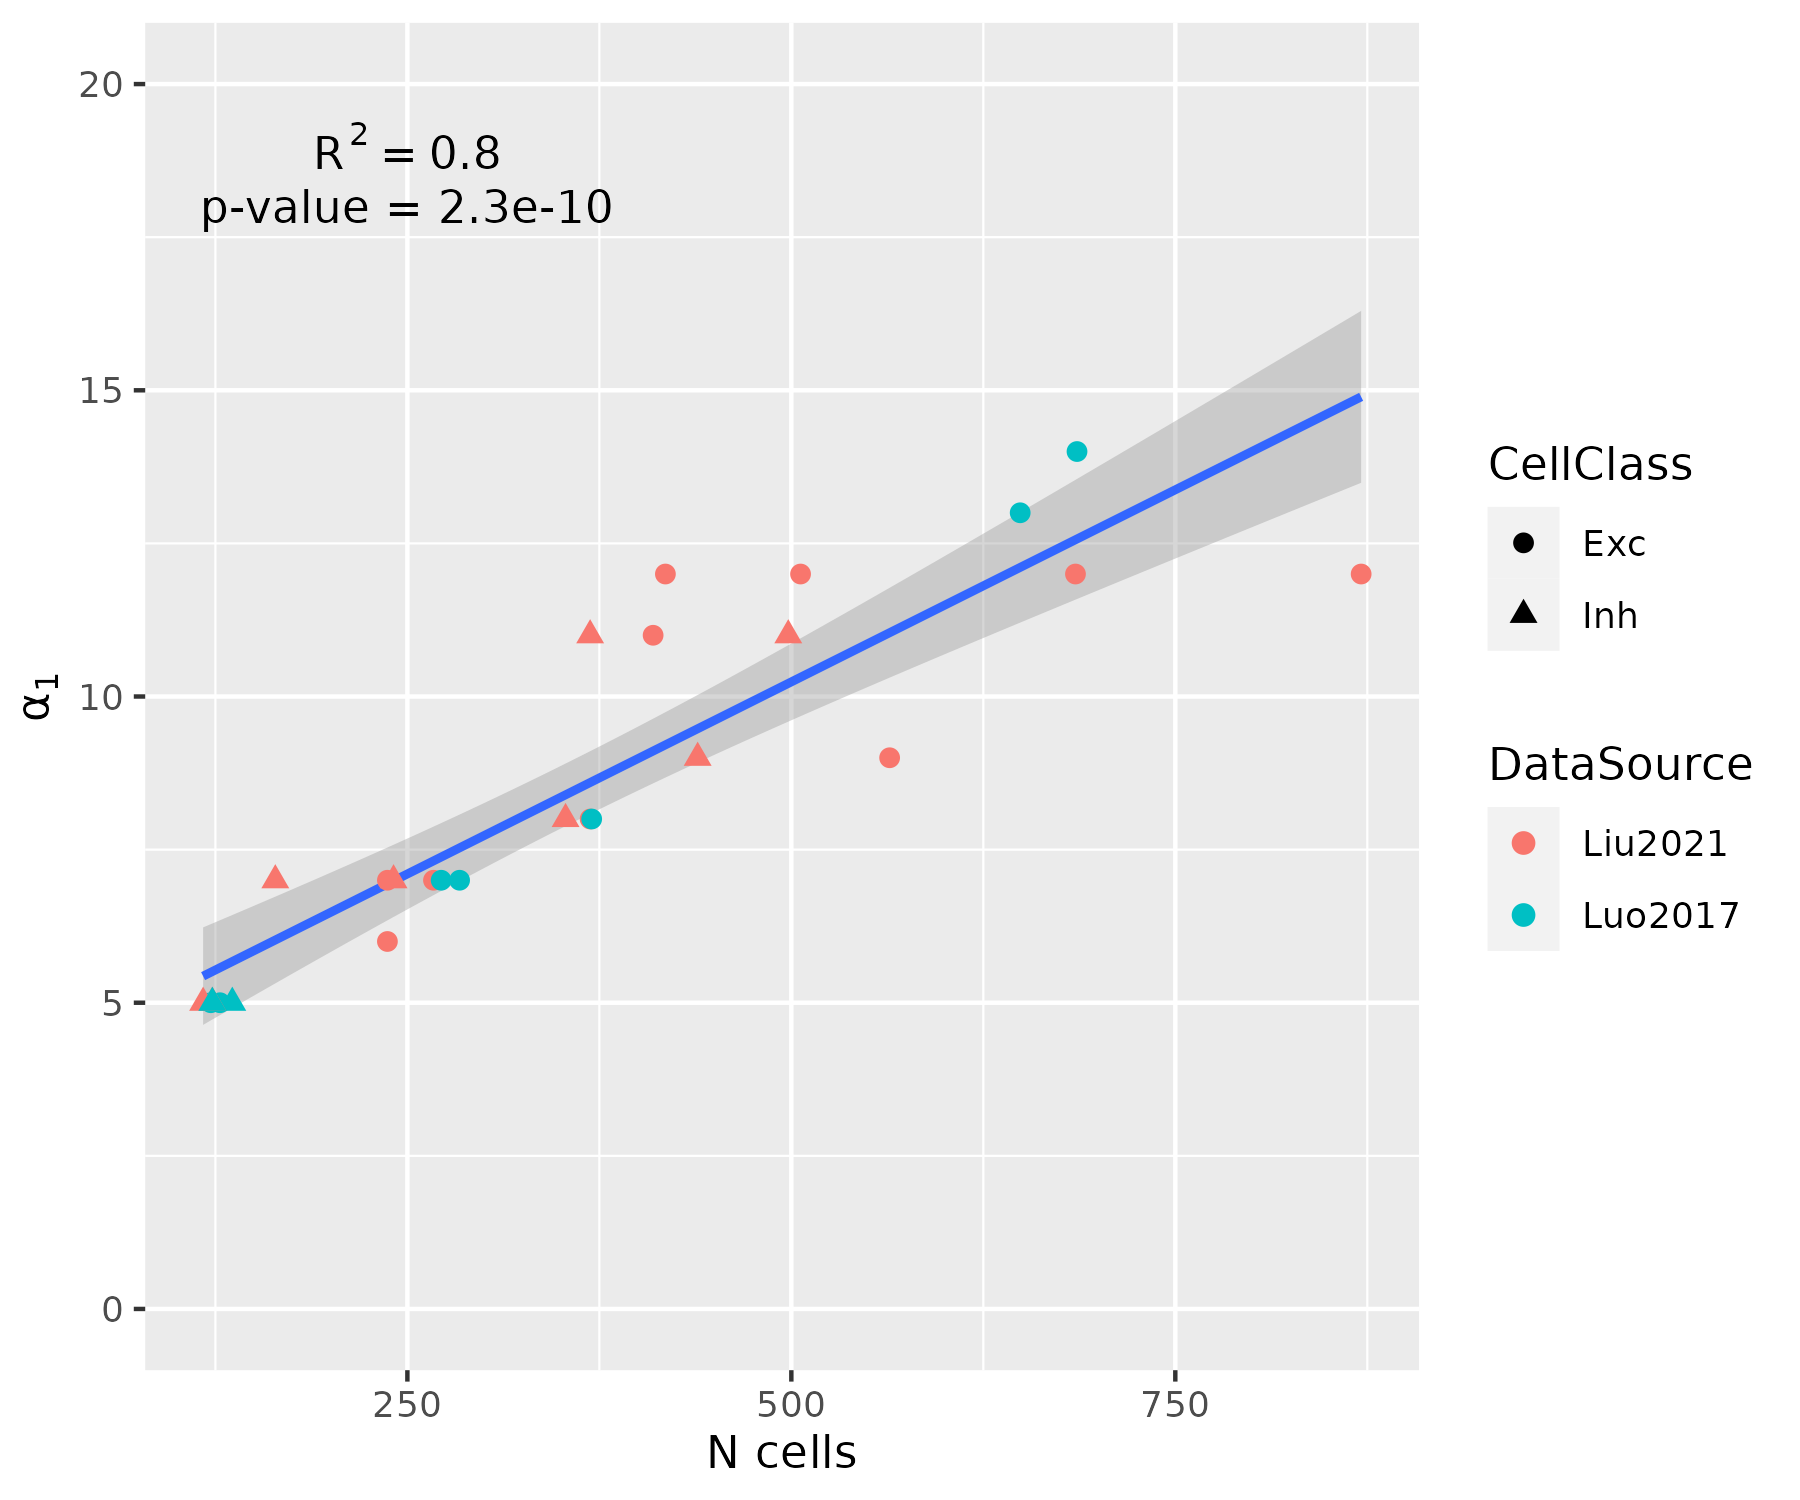 20
15
10
5
0
α₁
R² = 0.8
p-value = 2.3e-10
250 500 750
N cells
CellClass
Exc
Inh
DataSource
Liu2021
Luo2017